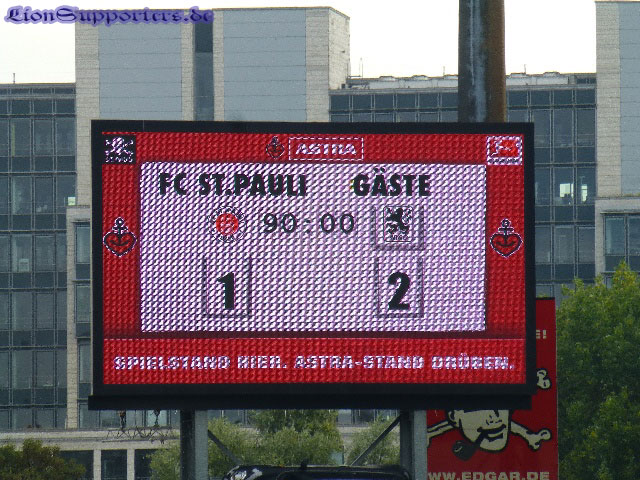 LionSupporters.de
ASTRA
FC ST.PAULI GÄSTE
90:00
1 2
SPIELSTAND HIER. ASTRA-STAND DRÜBEN.
WWW.EDGAR.DE